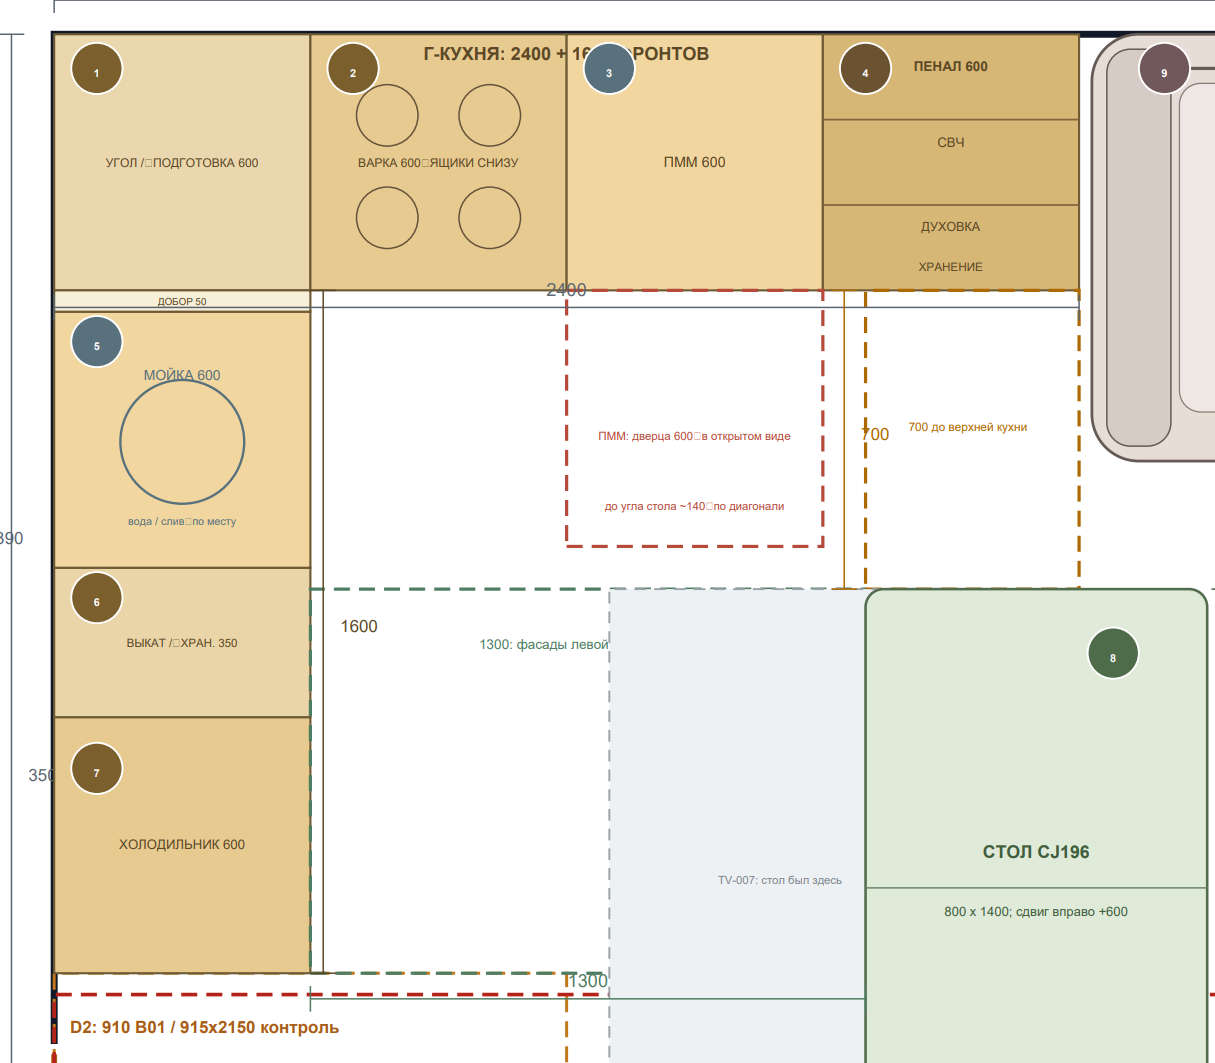 Г-КУХНЯ: 2400 + 16 РОНТОВ
1
2
3
4
ПЕНАЛ 600
9
СВЧ
УГОЛ /□ПОДГОТОВКА 600
ВАРКА 600□ЯЩИКИ СНИЗУ
ПММ 600
ДУХОВКА
ХРАНЕНИЕ
ДОБОР 50
2400
5
МОЙКА 600
ПММ: дверца 600□в открытом виде
700
700 до верхней кухни
до угла стола ~140□по диагонали
вода / слив□по месту
390
6
1600
ВЫКАТ /□ХРАН. 350
1300: фасады левой
8
7
350
ХОЛОДИЛЬНИК 600
СТОЛ CJ196
TV-007: стол был здесь
800 x 1400; сдвиг вправо +600
1300
D2: 910 B01 / 915x2150 контроль